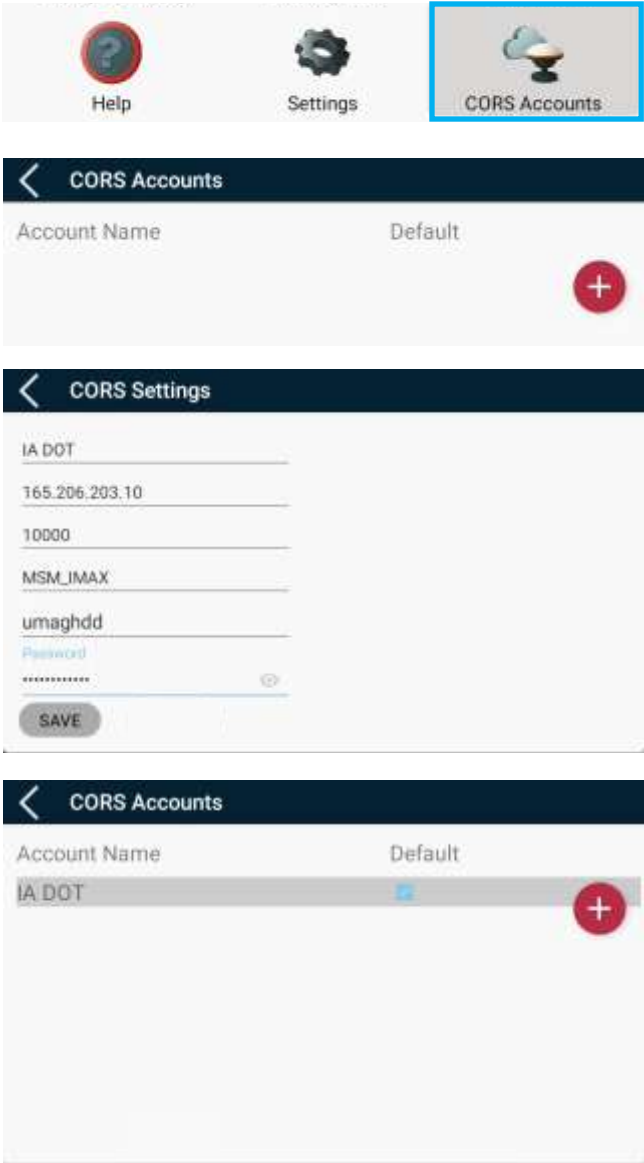 Help Settings CORS Accounts
CORS Accounts
Account Name Default
CORS Settings
IA DOT
165.206.203.10
10000
MSM_IMAX
umaghdd
Password
••••••••••••
SAVE
CORS Accounts
Account Name Default
IA DOT